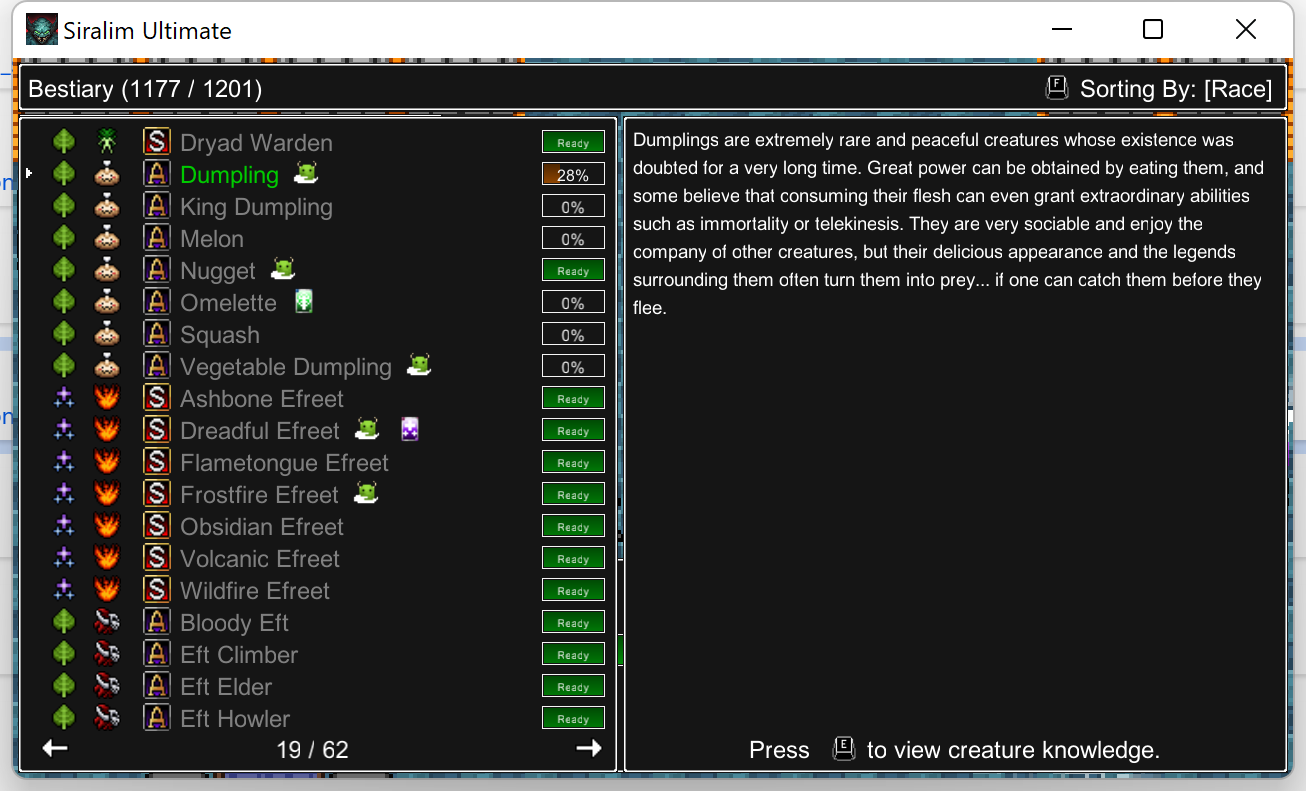 Siralim Ultimate
Bestiary (1177 / 1201)
F Sorting By: [Race]
S Dryad Warden Ready
A Dumpling 28%
A King Dumpling 0%
A Melon 0%
A Nugget Ready
A Omelette 0%
A Squash 0%
A Vegetable Dumpling 0%
S Ashbone Efreet Ready
S Dreadful Efreet Ready
S Flametongue Efreet Ready
S Frostfire Efreet Ready
S Obsidian Efreet Ready
S Volcanic Efreet Ready
S Wildfire Efreet Ready
A Bloody Eft Ready
A Eft Climber Ready
A Eft Elder Ready
A Eft Howler Ready
19 / 62
Dumplings are extremely rare and peaceful creatures whose existence was
doubted for a very long time. Great power can be obtained by eating them, and
some believe that consuming their flesh can even grant extraordinary abilities
such as immortality or telekinesis. They are very sociable and enjoy the
company of other creatures, but their delicious appearance and the legends
surrounding them often turn them into prey... if one can catch them before they
flee.
Press E to view creature knowledge.